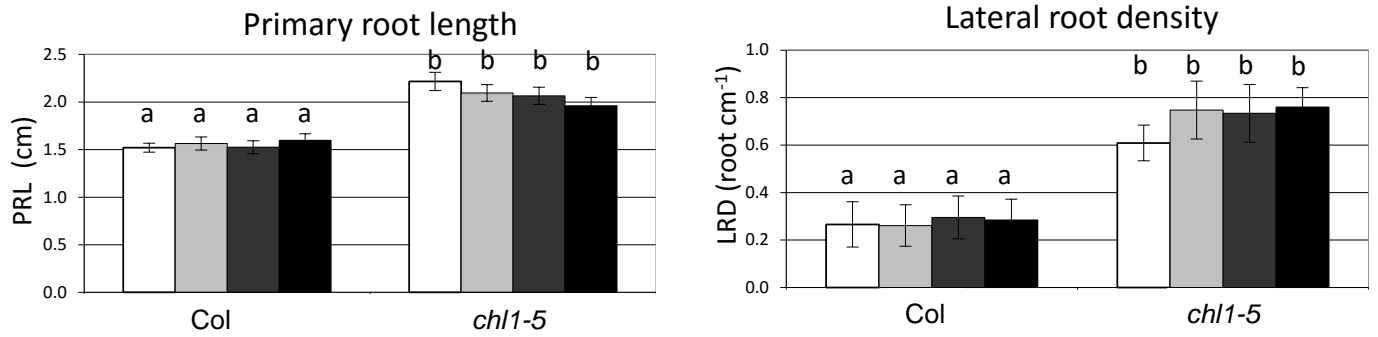 Primary root length
PRL (cm)
2.5
2.0
1.5
1.0
0.5
0.0
a a a a b b b b
Col chl1-5
Lateral root density
LRD (root cm⁻¹)
1.0
0.8
0.6
0.4
0.2
0.0
a a a a b b b b
Col chl1-5